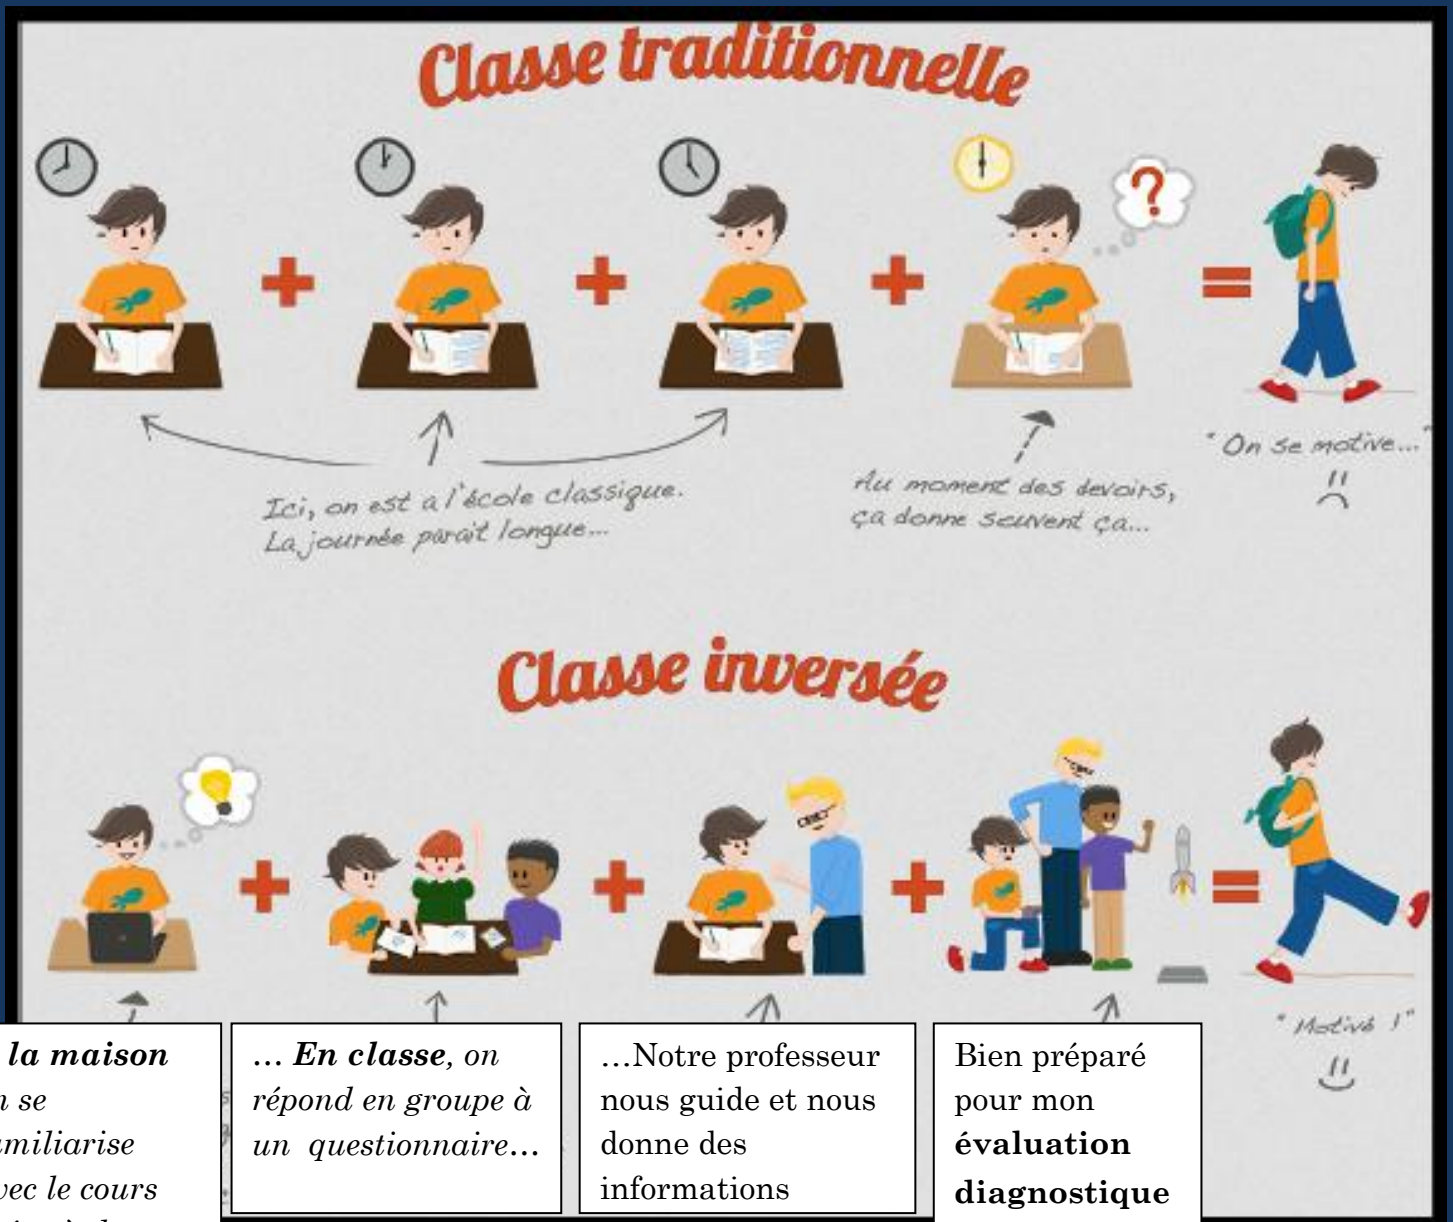 Classe traditionnelle
?
Ici, on est a l'école classique.
La journée parait longue...
Au moment des devoirs,
ça donne souvent ça...
" On se motive..."
Classe inversée
" Motivé ! "
la maison
se
vec le cours
... En classe, on
répond en groupe à
un questionnaire...
...Notre professeur
nous guide et nous
donne des
informations
Bien préparé
pour mon
évaluation
diagnostique